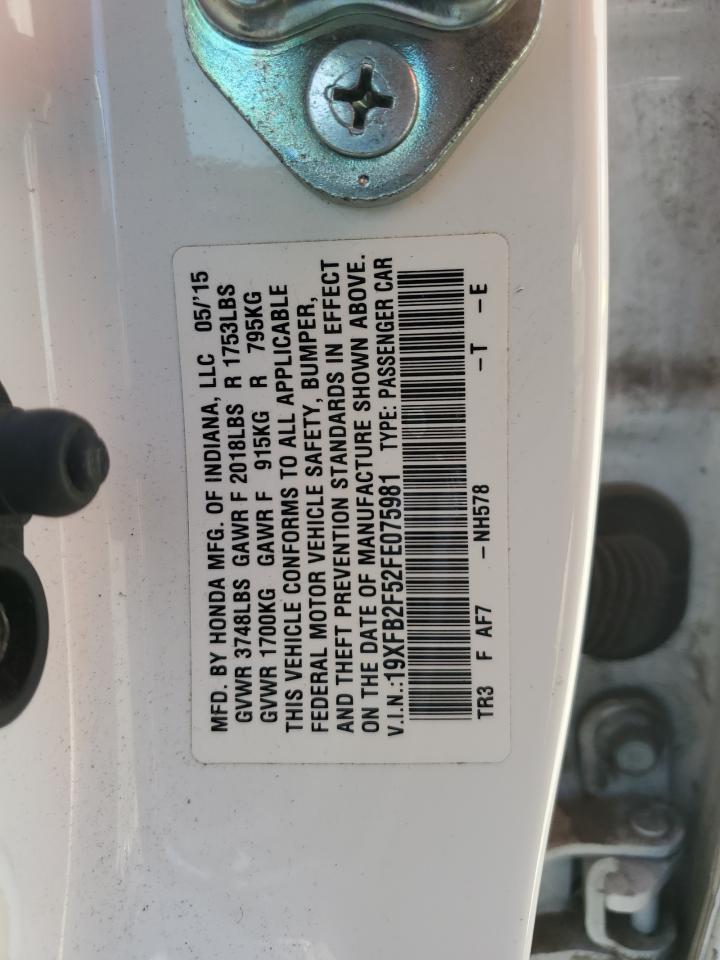 MFD. BY HONDA MFG. OF INDIANA, LLC 05/'15
GVWR 3748LBS GAWR F 2018LBS R 1753LBS
GVWR 1700KG GAWR F 915KG R 795KG
THIS VEHICLE CONFORMS TO ALL APPLICABLE
FEDERAL MOTOR VEHICLE SAFETY, BUMPER,
AND THEFT PREVENTION STANDARDS IN EFFECT
ON THE DATE OF MANUFACTURE SHOWN ABOVE.
V.I.N.:19XFB2F52FE075981 TYPE: PASSENGER CAR
TR3 F AF7 -NH578 -T -E